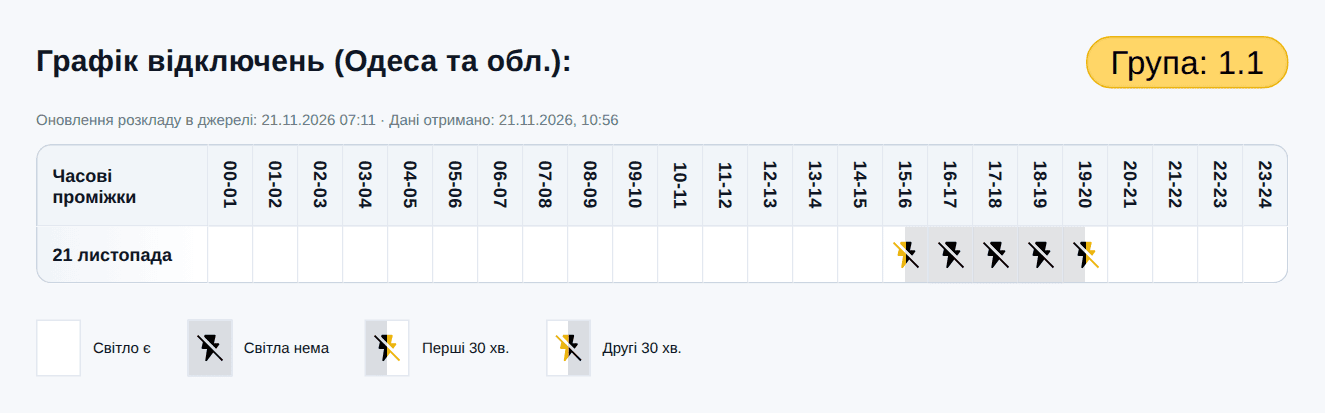 Графік відключень (Одеса та обл.):
Група: 1.1
Оновлення розкладу в джерелі: 21.11.2026 07:11 · Дані отримано: 21.11.2026, 10:56
Часові
проміжки
00-01
01-02
02-03
03-04
04-05
05-06
06-07
07-08
08-09
09-10
10-11
11-12
12-13
13-14
14-15
15-16
16-17
17-18
18-19
19-20
20-21
21-22
22-23
23-24
21 листопада
Світло є
Світла нема
Перші 30 хв.
Другі 30 хв.